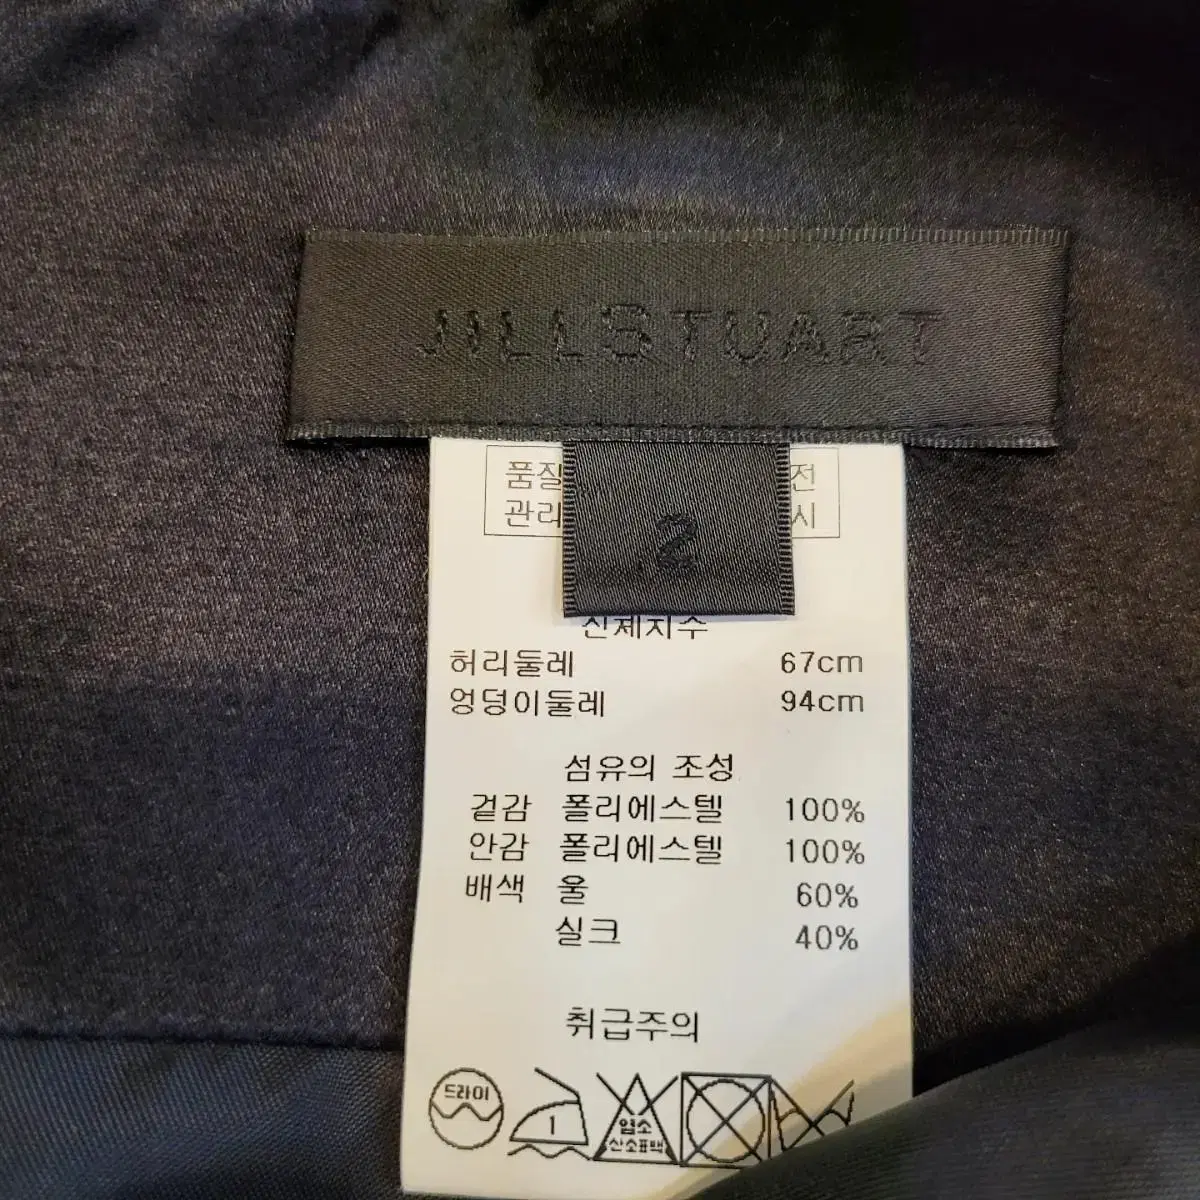 JILLSTUART
2
품질
전
관리
시
신체치수
허리둘레 67cm
엉덩이둘레 94cm
섬유의 조성
겉감 폴리에스텔 100%
안감 폴리에스텔 100%
배색 울 60%
실크 40%
취급주의
드라이
1
염소
산소표백